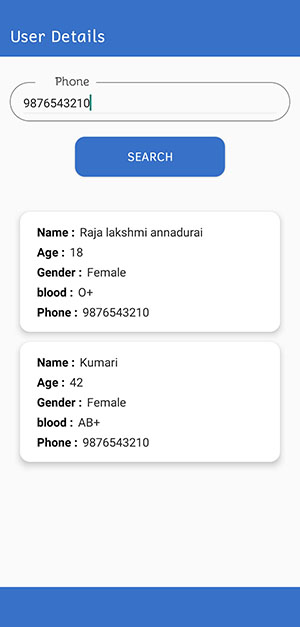 User Details
Phone
9876543210
SEARCH
Name : Raja lakshmi annadurai
Age : 18
Gender : Female
blood : O+
Phone : 9876543210
Name : Kumari
Age : 42
Gender : Female
blood : AB+
Phone : 9876543210